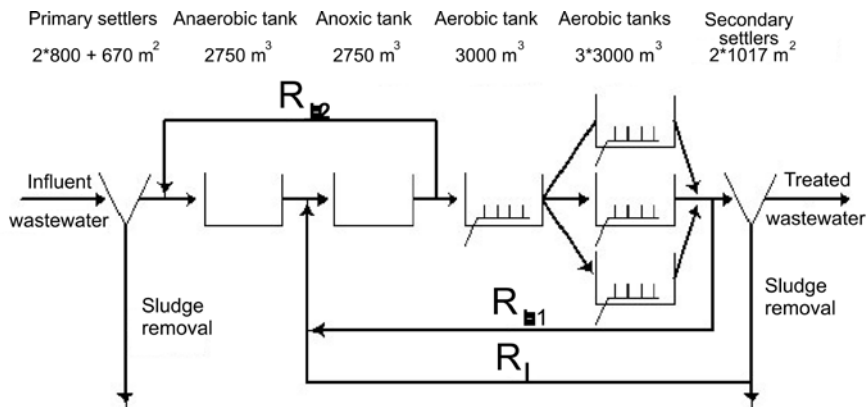 Primary settlers
2*800 + 670 m²
Anaerobic tank
2750 m³
Anoxic tank
2750 m³
Aerobic tank
3000 m³
Aerobic tanks
3*3000 m³
Secondary
settlers
2*1017 m²
R
Influent
wastewater
Treated
wastewater
Sludge
removal
Sludge
removal
R 1
R